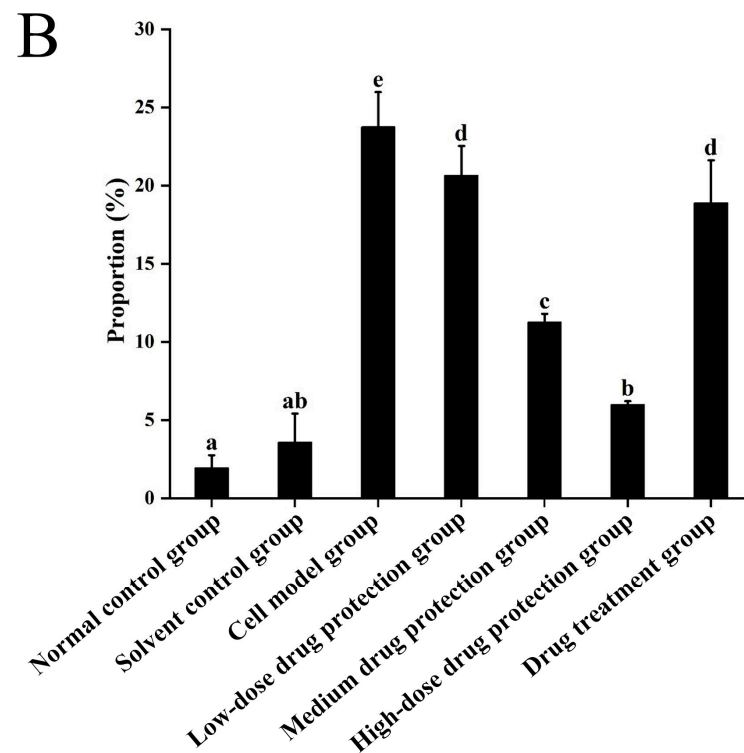 B
30
25
20
15
10
5
0
Proportion (%)
a
ab
e
d
c
b
d
Normal control group
Solvent control group
Cell model group
Low-dose drug protection group
Medium drug protection group
High-dose drug protection group
Drug treatment group